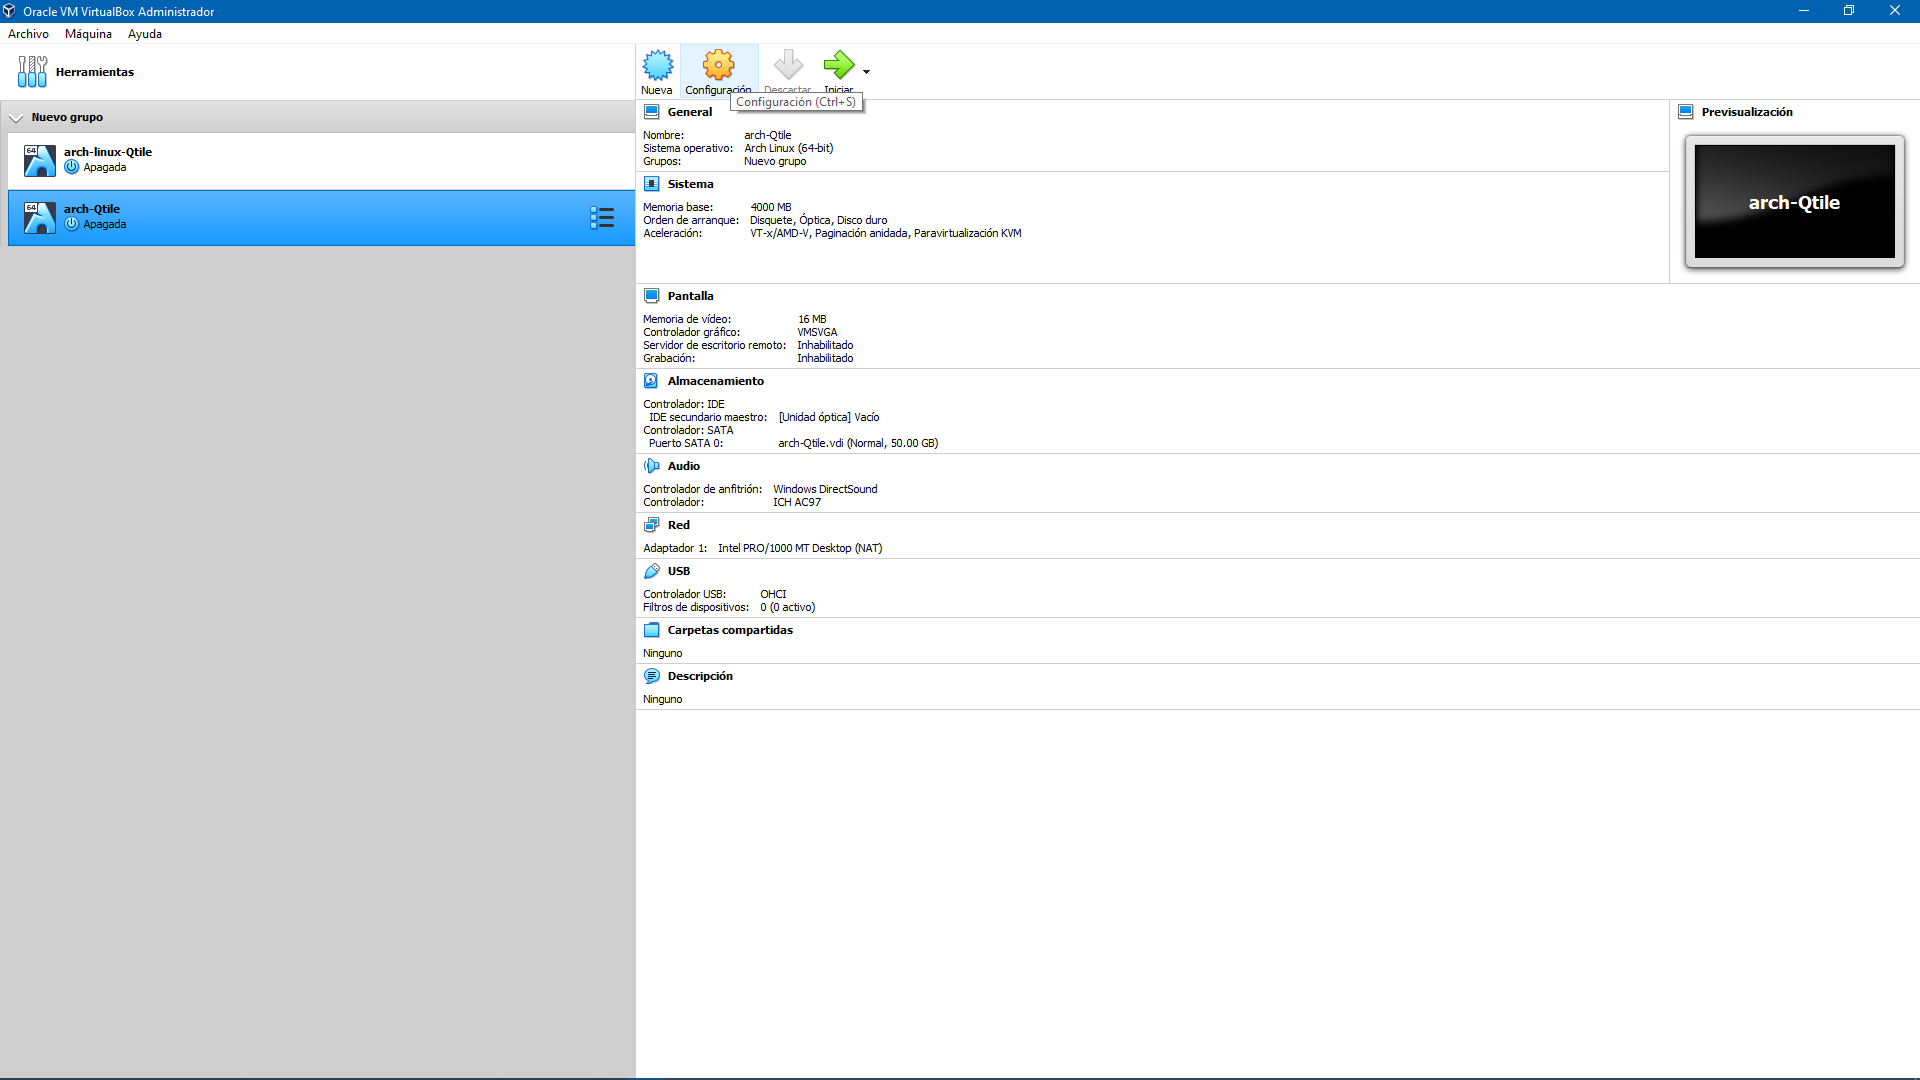 Oracle VM VirtualBox Administrador
Archivo Máquina Ayuda
Herramientas
Nuevo grupo
64
arch-linux-Qtile
Apagada
64
arch-Qtile
Apagada
Nueva Configuración Descartar Iniciar
Configuración (Ctrl+S)
General
Nombre: arch-Qtile
Sistema operativo: Arch Linux (64-bit)
Grupos: Nuevo grupo
Sistema
Memoria base: 4000 MB
Orden de arranque: Disquete, Óptica, Disco duro
Aceleración: VT-x/AMD-V, Paginación anidada, Paravirtualización KVM
Previsualización
arch-Qtile
Pantalla
Memoria de vídeo: 16 MB
Controlador gráfico: VMSVGA
Servidor de escritorio remoto: Inhabilitado
Grabación: Inhabilitado
Almacenamiento
Controlador: IDE
IDE secundario maestro: [Unidad óptica] Vacío
Controlador: SATA
Puerto SATA 0: arch-Qtile.vdi (Normal, 50.00 GB)
Audio
Controlador de anfitrión: Windows DirectSound
Controlador: ICH AC97
Red
Adaptador 1: Intel PRO/1000 MT Desktop (NAT)
USB
Controlador USB: OHCI
Filtros de dispositivos: 0 (0 activo)
Carpetas compartidas
Ninguno
Descripción
Ninguno